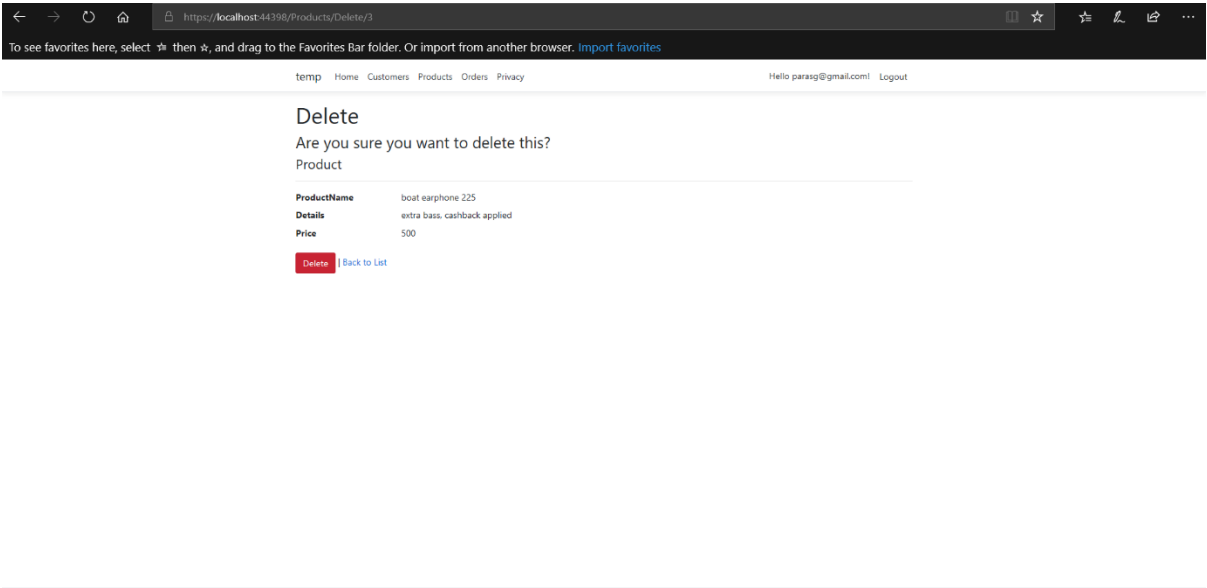 https://localhost:44398/Products/Delete/3
To see favorites here, select then, and drag to the Favorites Bar folder. Or import from another browser. Import favorites
temp Home Customers Products Orders Privacy Hello parasg@gmail.com! Logout
Delete
Are you sure you want to delete this?
Product
ProductName boat earphone 225
Details extra bass, cashback applied
Price 500
Delete | Back to List